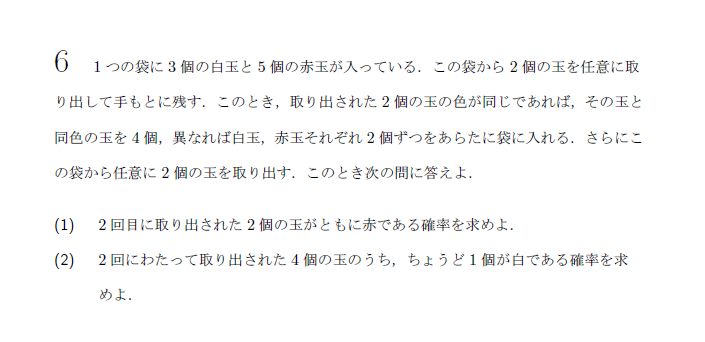 6 1 つの袋に 3 個の白玉と 5 個の赤玉が入っている．この袋から 2 個の玉を任意に取
り出して手もとに残す．このとき，取り出された 2 個の玉の色が同じであれば，その玉と
同色の玉を 4 個，異なれば白玉，赤玉それぞれ 2 個ずつをあらたに袋に入れる．さらにこ
の袋から任意に 2 個の玉を取り出す．このとき次の問に答えよ．
(1) 2 回目に取り出された 2 個の玉がともに赤である確率を求めよ．
(2) 2 回にわたって取り出された 4 個の玉のうち，ちょうど 1 個が白である確率を求
めよ．